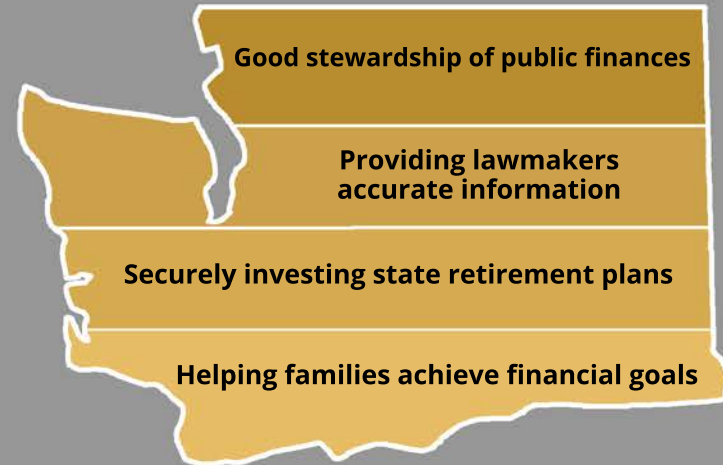 Good stewardship of public finances
Providing lawmakers
accurate information
Securely investing state retirement plans
Helping families achieve financial goals